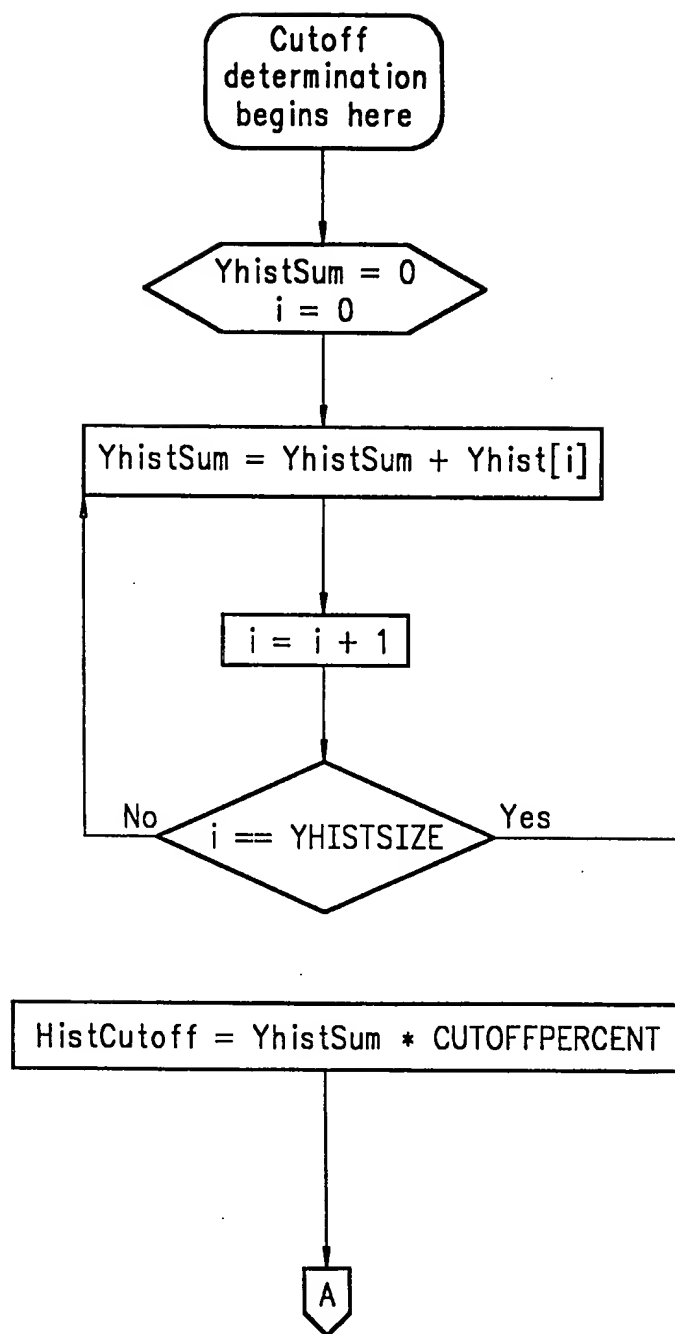 Cutoff
determination
begins here
YhistSum = 0
i = 0
YhistSum = YhistSum + Yhist[i]
i = i + 1
No
i == YHISTSIZE
Yes
HistCutoff = YhistSum * CUTOFFPERCENT
A